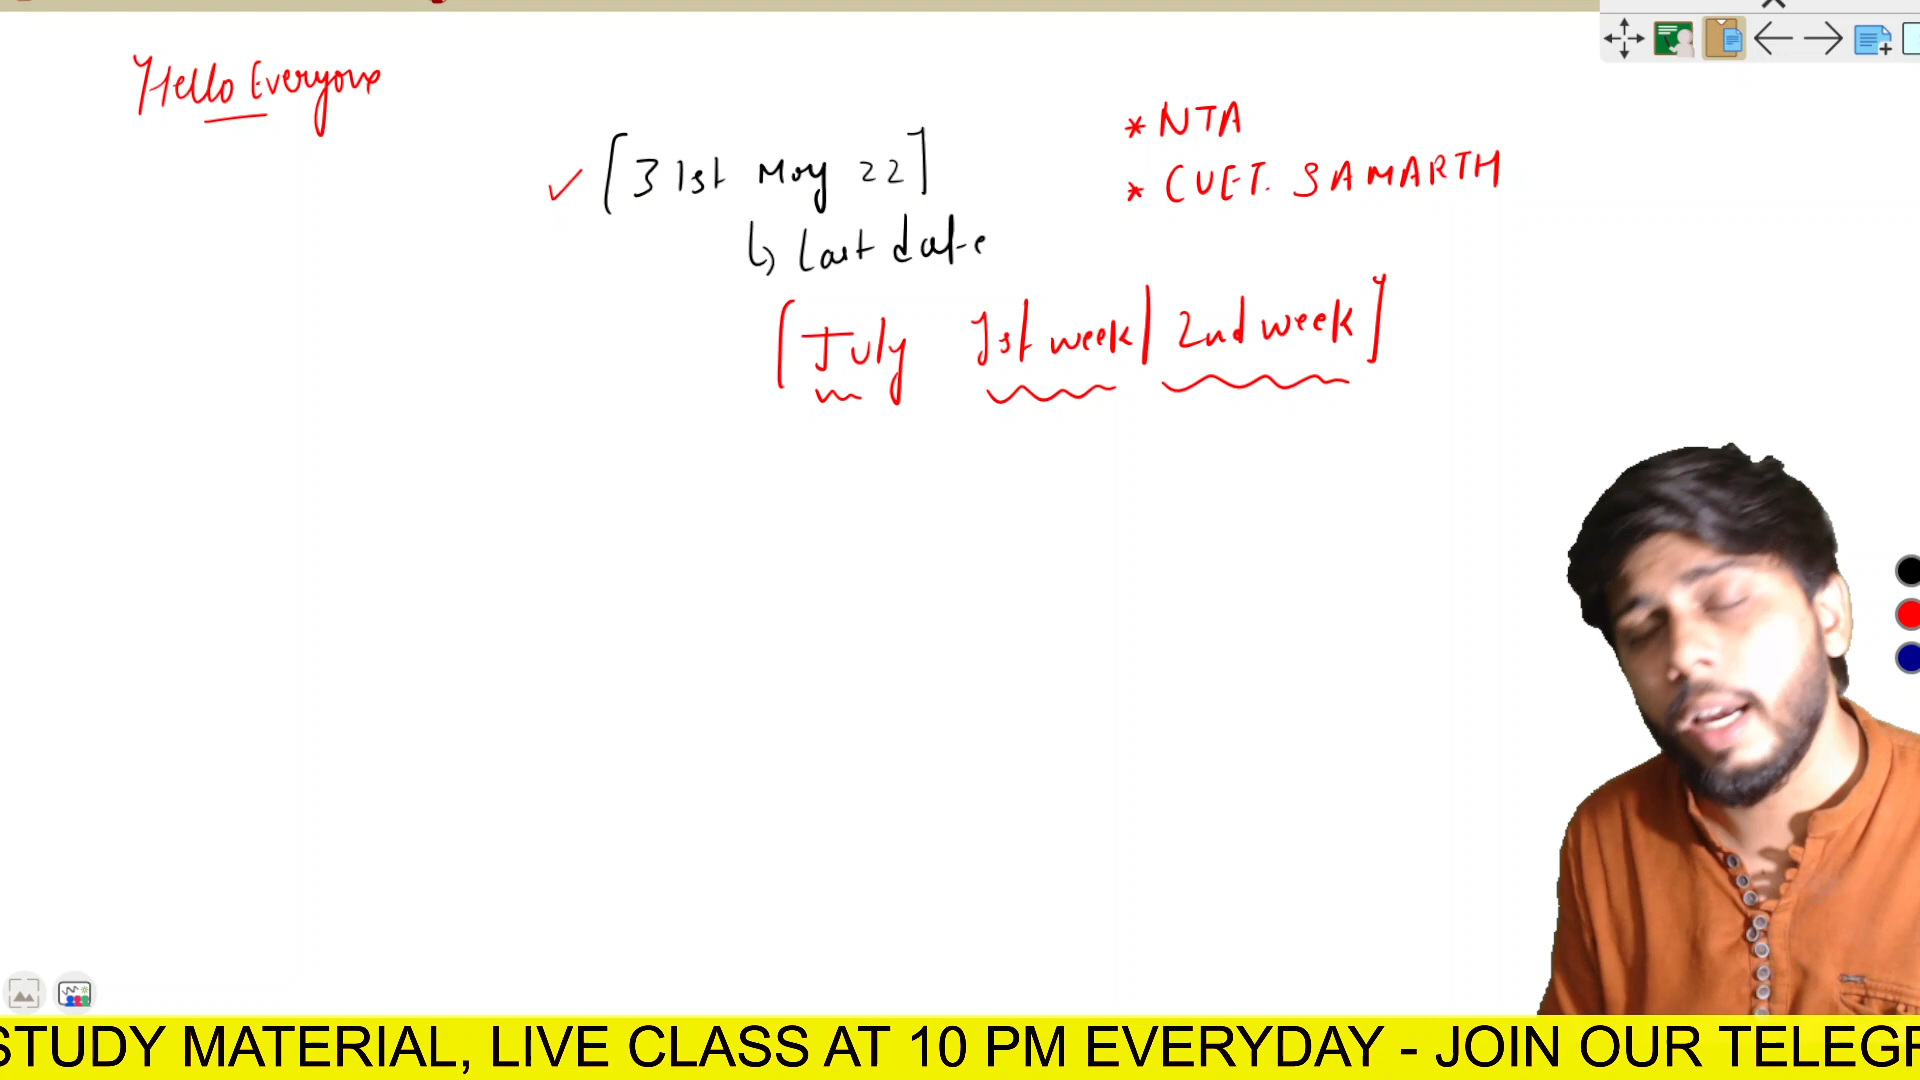 Hello Everyone
[31st May 22]
Last date
* NTA
* CUET. SAMARTH
[July 1st week / 2nd week]
STUDY MATERIAL, LIVE CLASS AT 10 PM EVERYDAY - JOIN OUR TELEGR